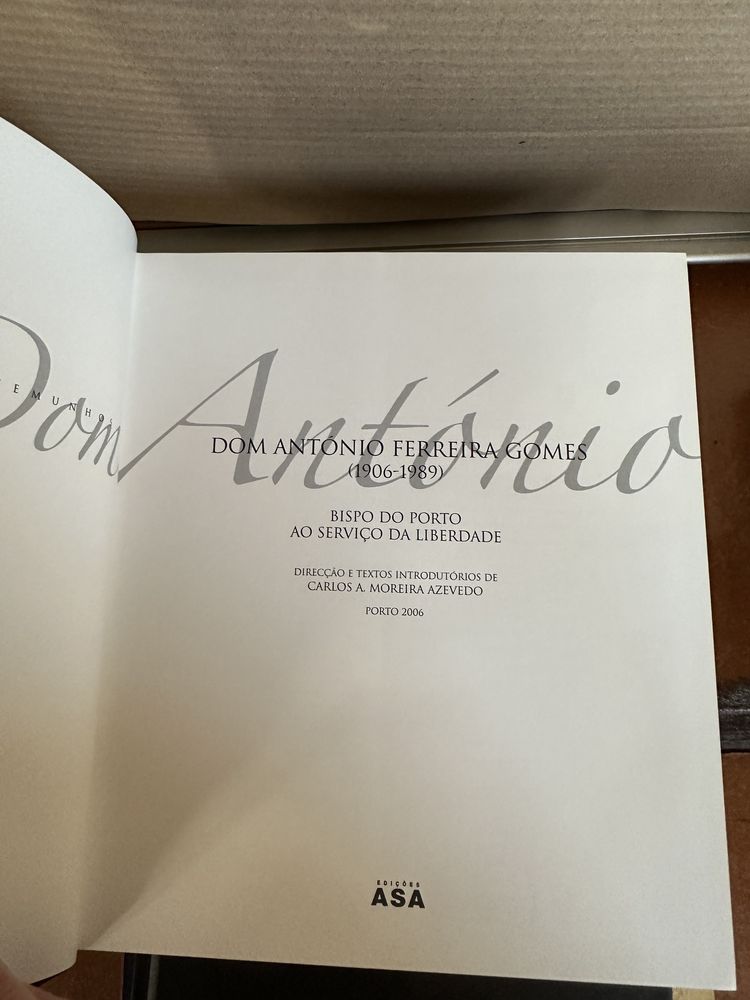 Dom António
DOM ANTÓNIO FERREIRA GOMES
(1906-1989)
BISPO DO PORTO
AO SERVIÇO DA LIBERDADE
DIRECÇÃO E TEXTOS INTRODUTÓRIOS DE
CARLOS A. MOREIRA AZEVEDO
PORTO 2006
EDIÇÕES
ASA